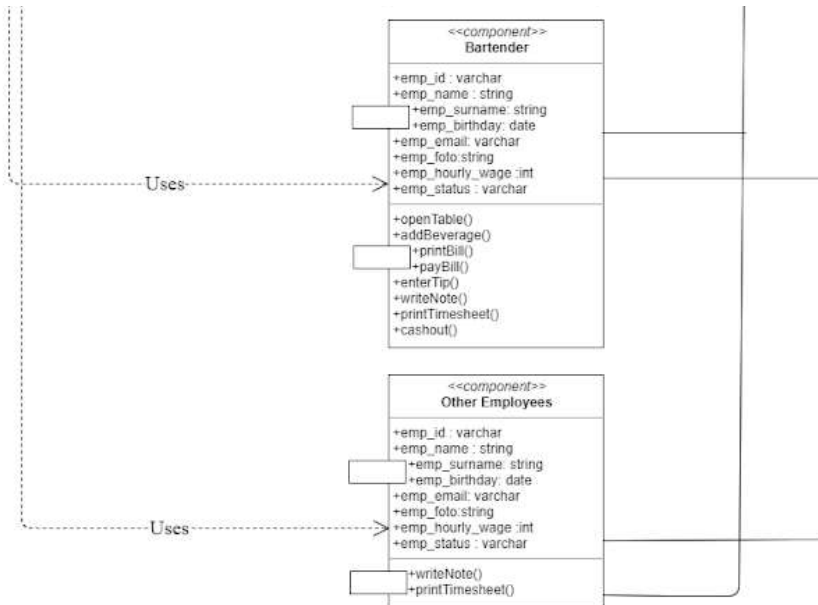 <<component>>
Bartender
+emp_id : varchar
+emp_name : string
+emp_surname: string
+emp_birthday: date
+emp_email: varchar
+emp_foto:string
+emp_hourly_wage :int
+emp_status : varchar
Uses
+openTable()
+addBeverage()
+printBill()
+payBill()
+enterTip()
+writeNote()
+printTimesheet()
+cashout()
<<component>>
Other Employees
+emp_id : varchar
+emp_name : string
+emp_surname: string
+emp_birthday: date
+emp_email: varchar
+emp_foto:string
+emp_hourly_wage :int
+emp_status : varchar
Uses
+writeNote()
+printTimesheet()